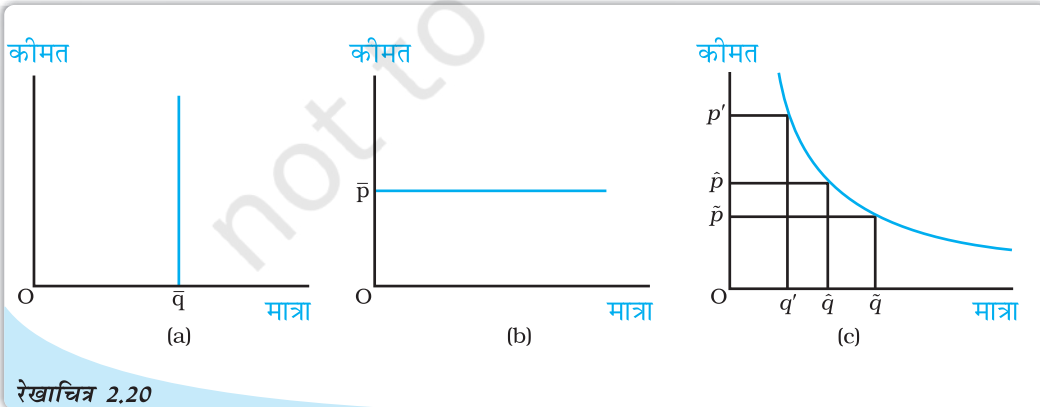 कीमत
O
q̅
मात्रा
(a)
कीमत
p̅
O
मात्रा
(b)
कीमत
p′
p̂
p̃
O
q′ q̂ q̃
मात्रा
(c)
not to
रेखाचित्र 2.20